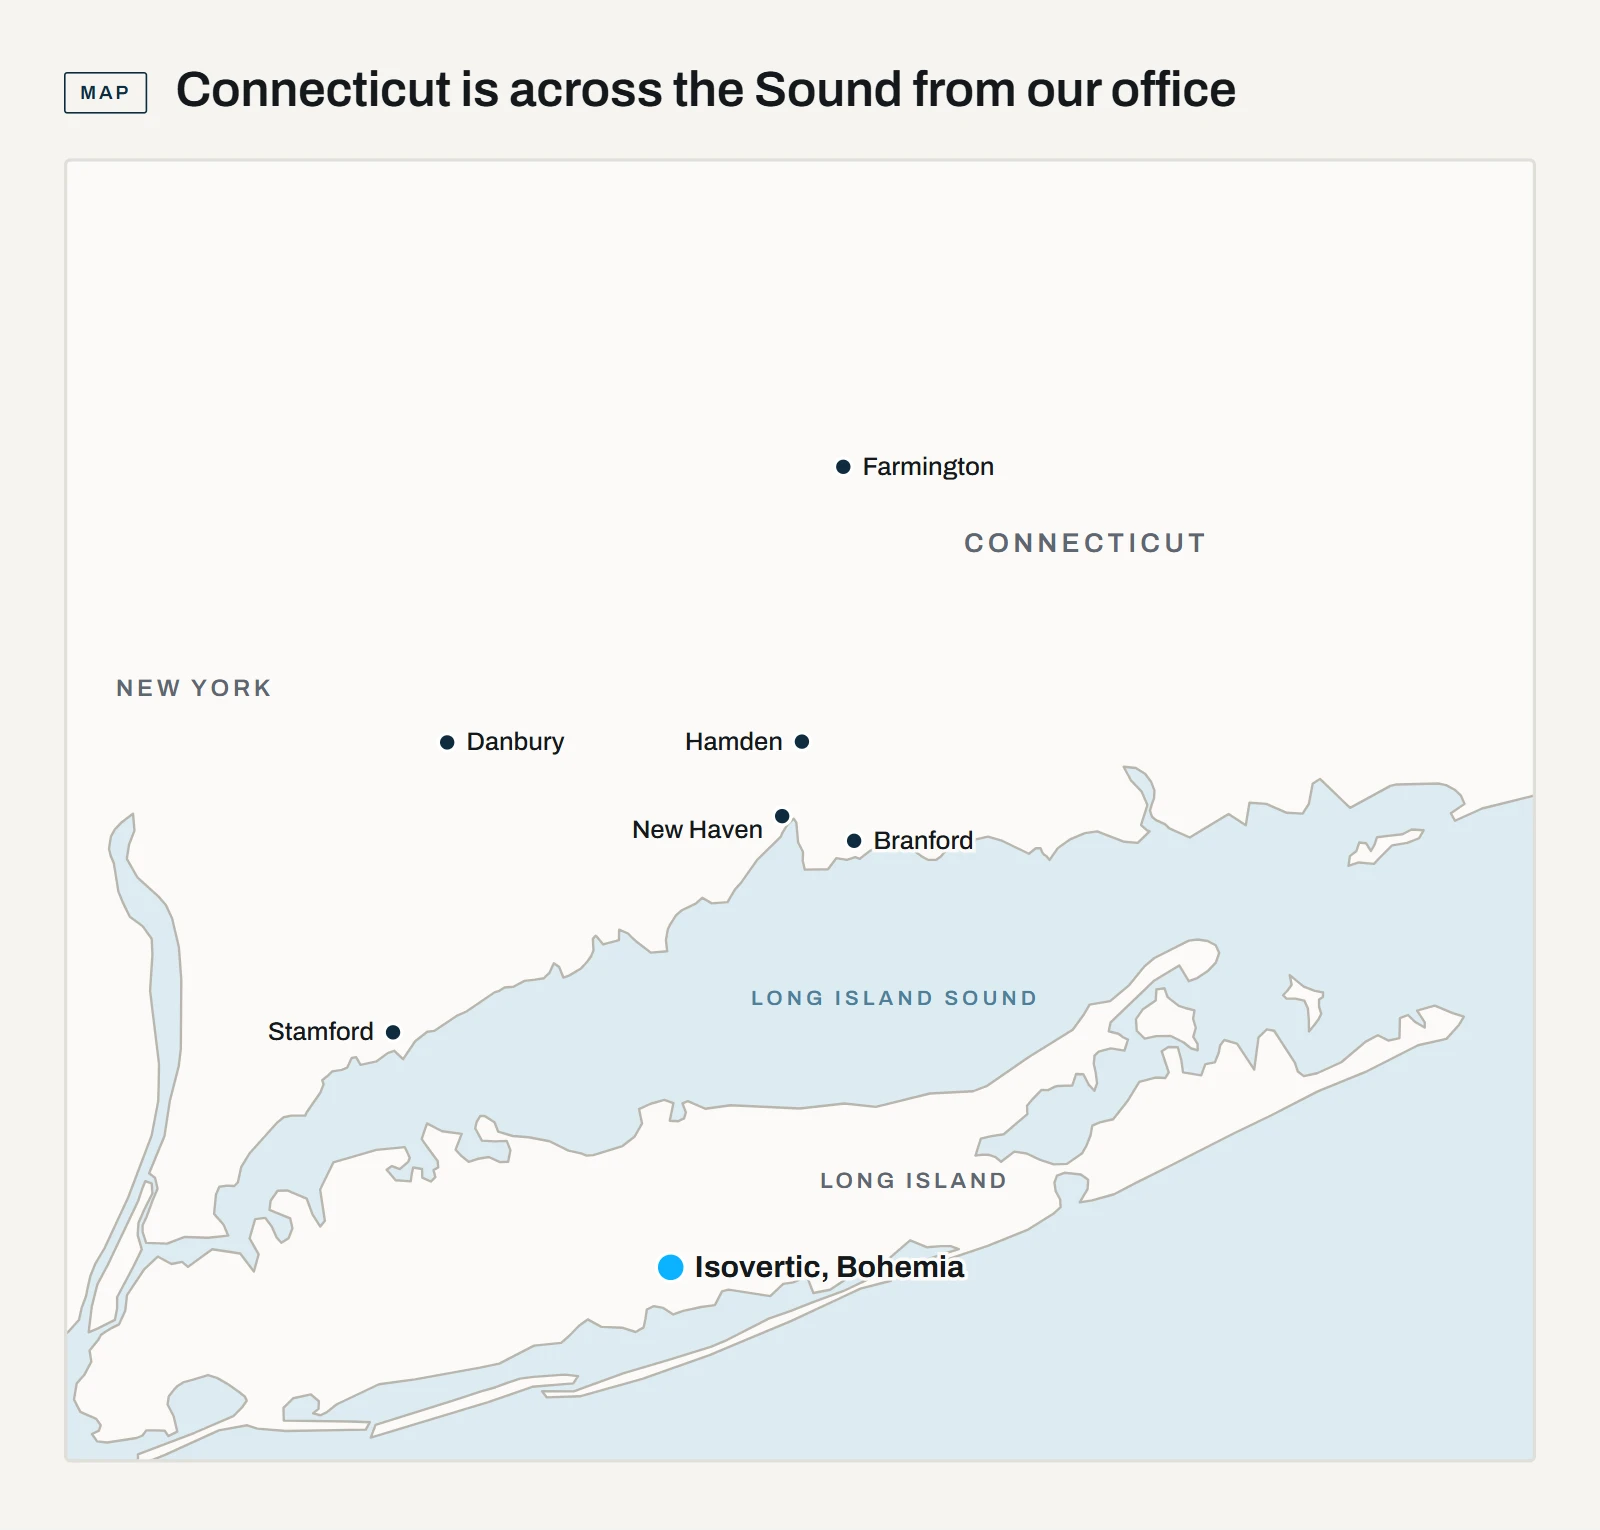 MAP
Connecticut is across the Sound from our office
Farmington
CONNECTICUT
NEW YORK
Danbury
Hamden
New Haven
Branford
LONG ISLAND SOUND
Stamford
LONG ISLAND
Isovertic, Bohemia